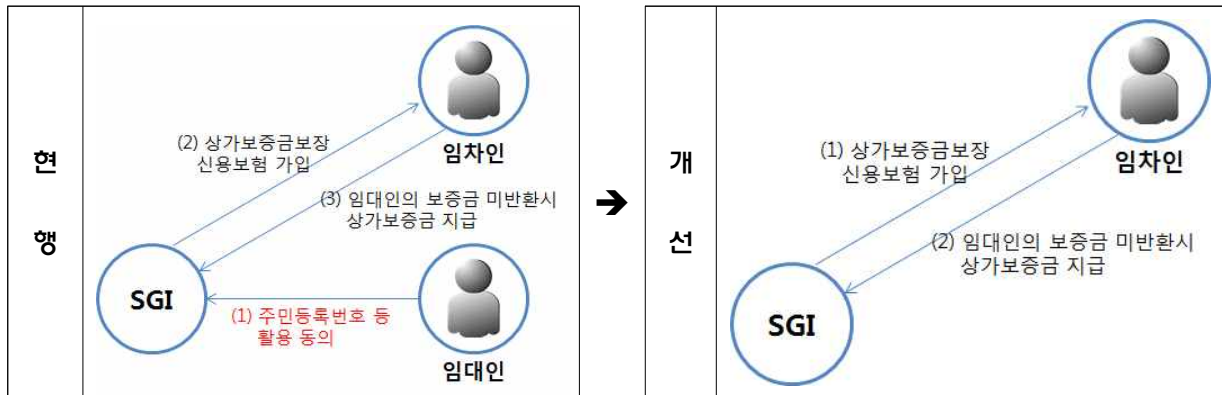 현
행
(2) 상가보증금보장
신용보험 가입
임차인
(3) 임대인의 보증금 미반환시
상가보증금 지급
SGI
(1) 주민등록번호 등
활용 동의
임대인
➔
개
선
(1) 상가보증금보장
신용보험 가입
임차인
(2) 임대인의 보증금 미반환시
상가보증금 지급
SGI